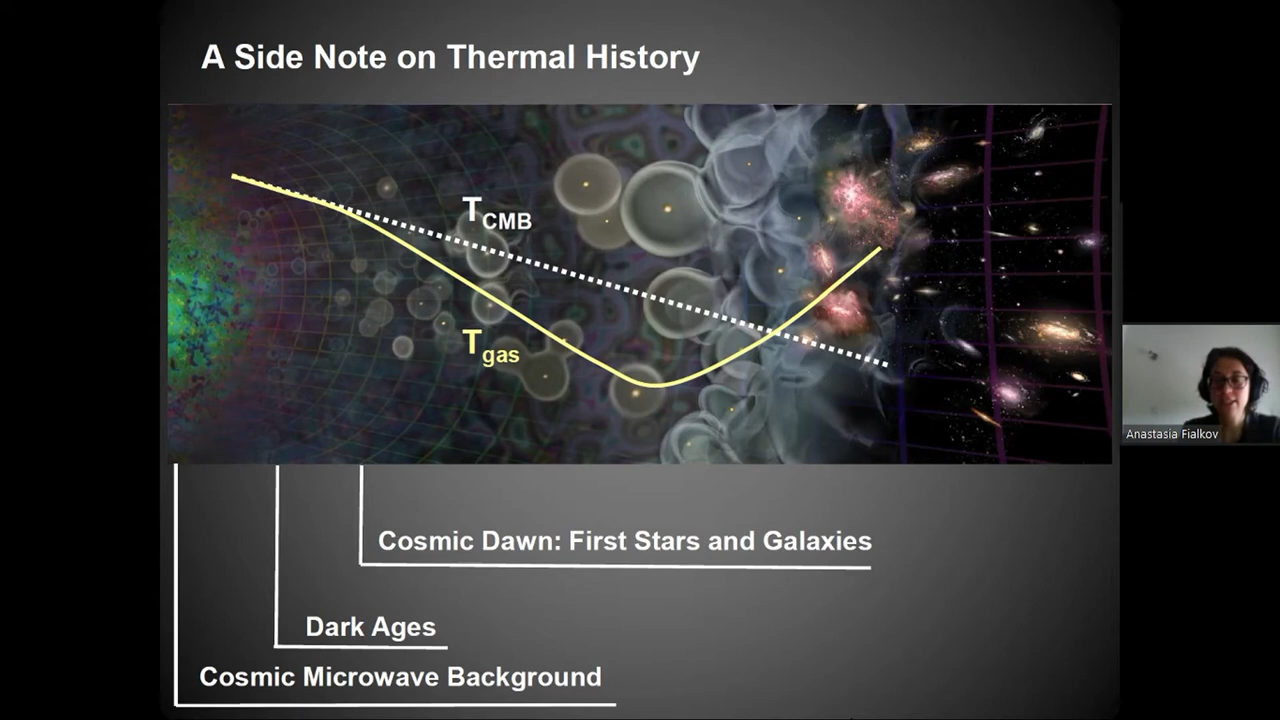 A Side Note on Thermal History
TCMB
Tgas
Anastasia Fialkov
Cosmic Dawn: First Stars and Galaxies
Dark Ages
Cosmic Microwave Background